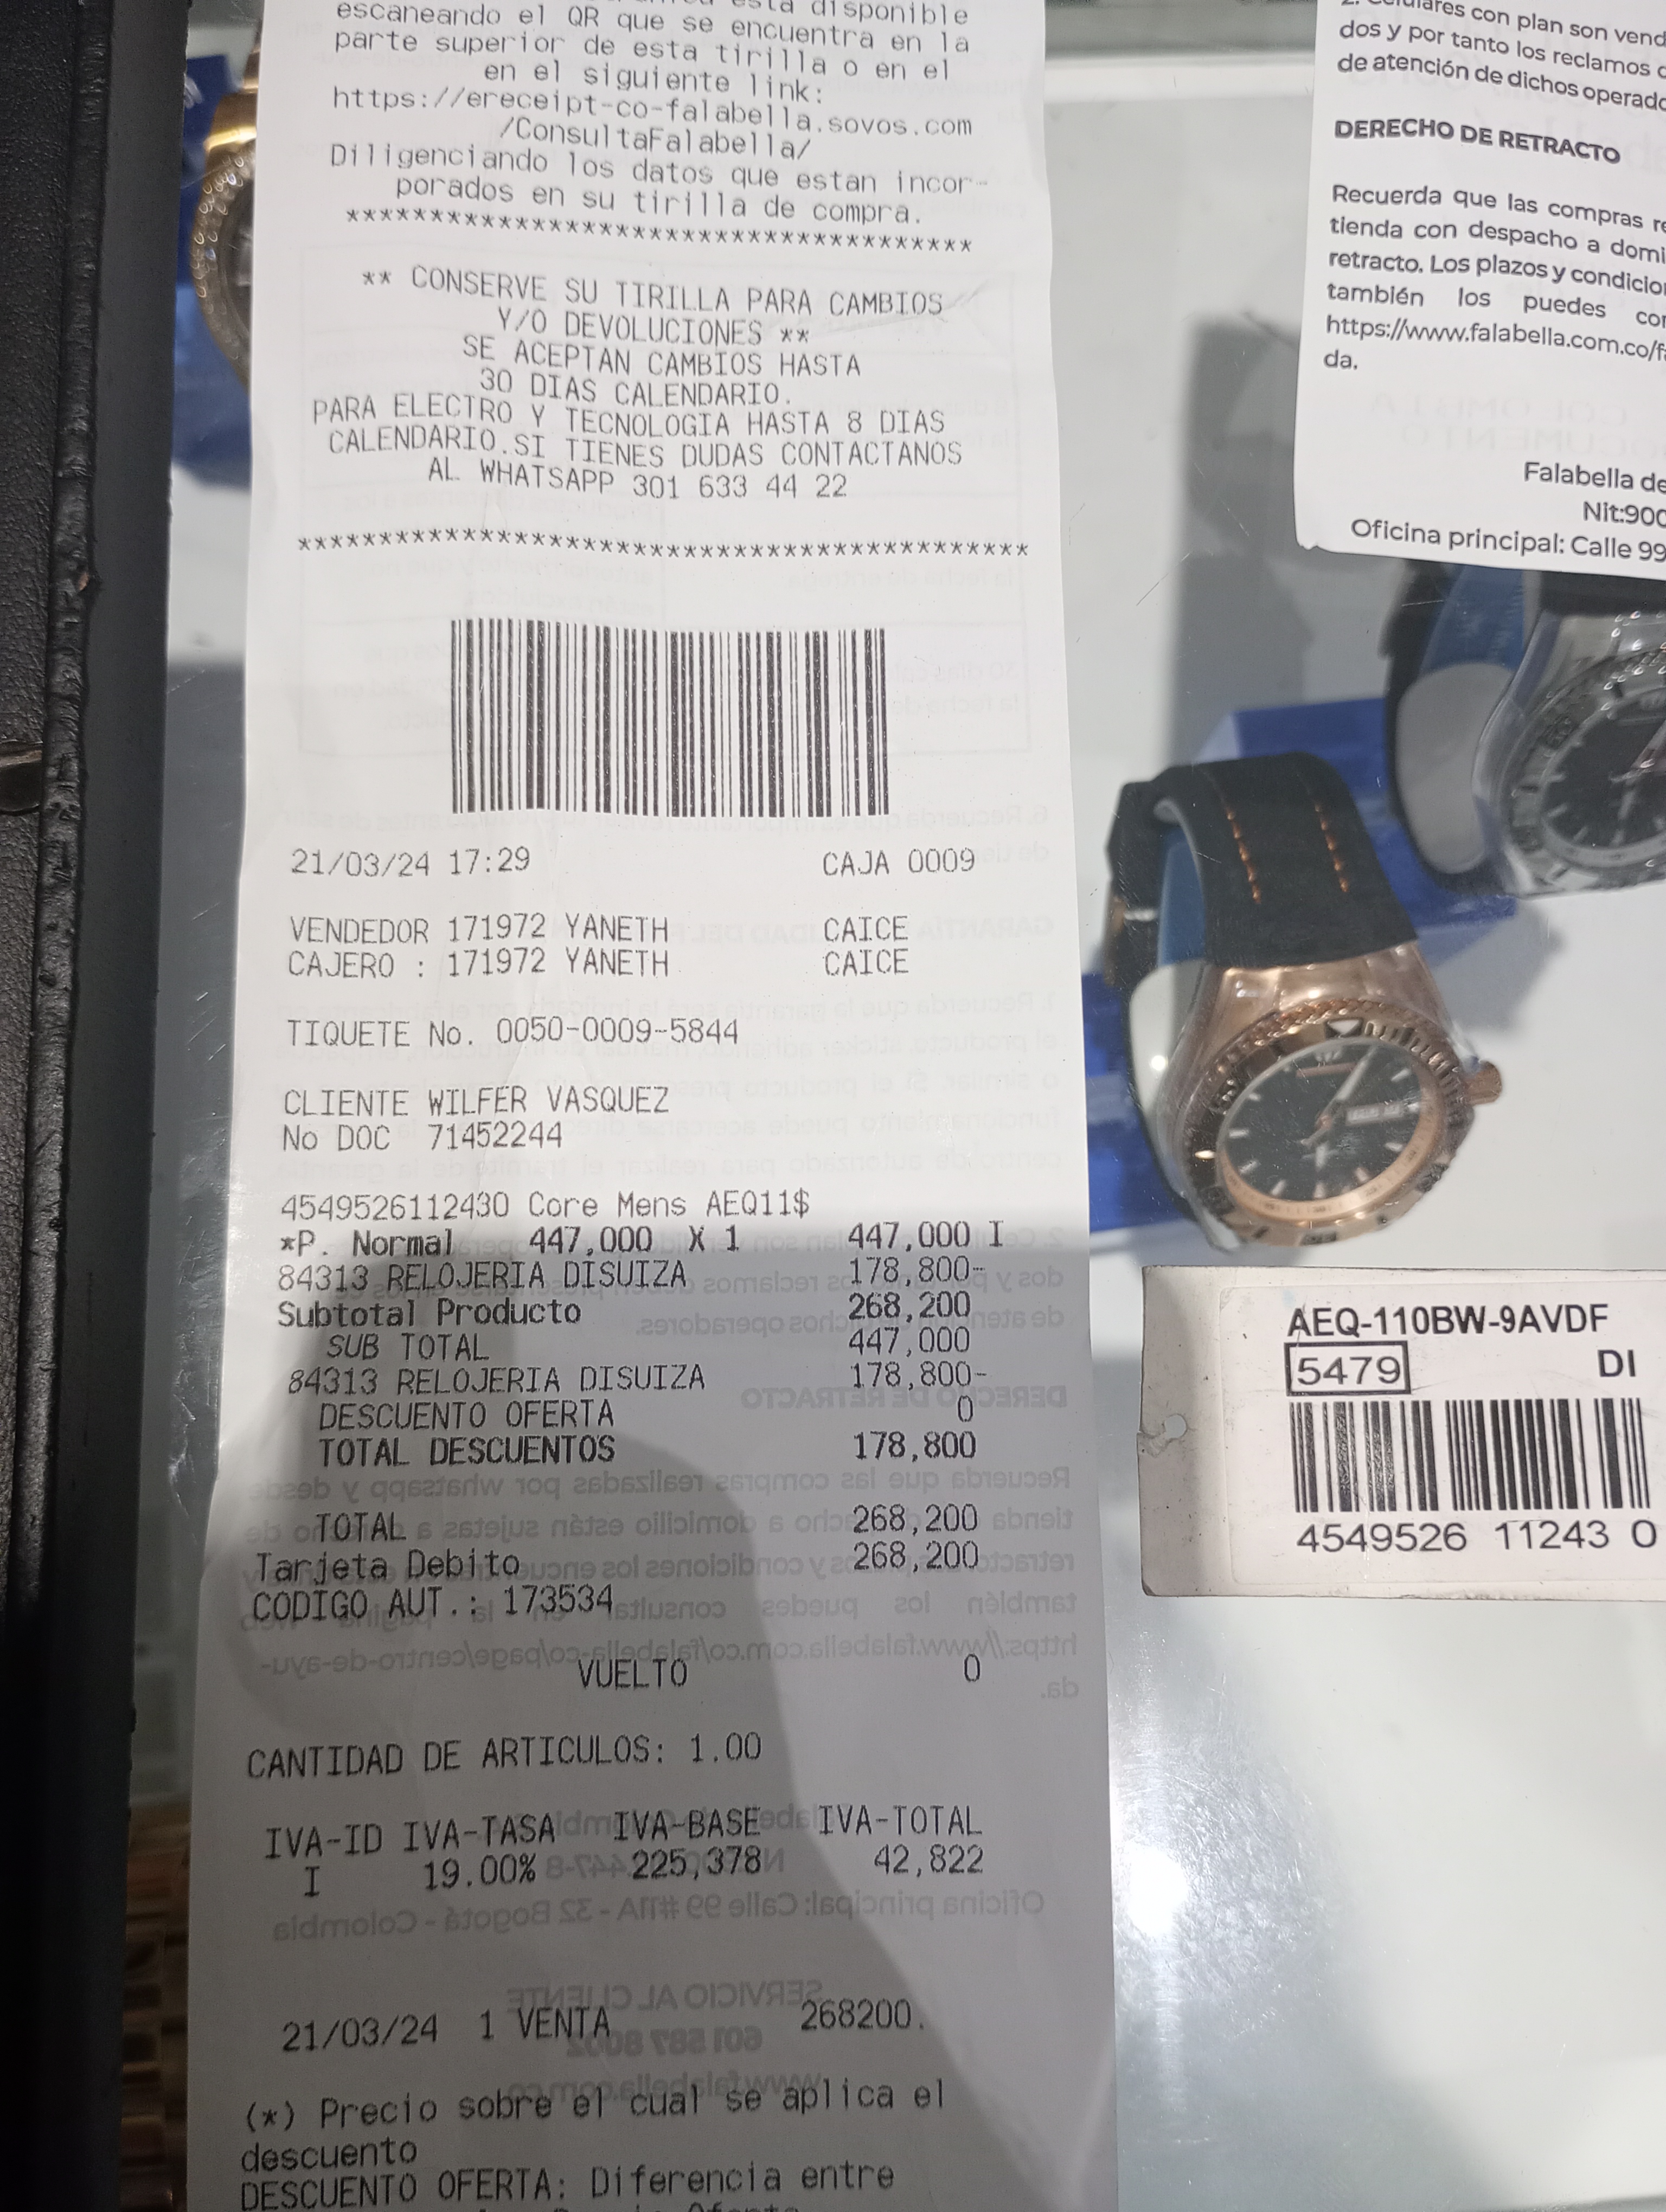 esta disponible
escaneando el QR que se encuentra en la
parte superior de esta tirilla o en el
en el siguiente link:
https://ereceipt-co-falabella.sovos.com
/ConsultaFalabella/
Diligenciando los datos que estan incor-
porados en su tirilla de compra.
*************************************
** CONSERVE SU TIRILLA PARA CAMBIOS
Y/O DEVOLUCIONES **
SE ACEPTAN CAMBIOS HASTA
30 DIAS CALENDARIO.
PARA ELECTRO Y TECNOLOGIA HASTA 8 DIAS
CALENDARIO.SI TIENES DUDAS CONTACTANOS
AL WHATSAPP 301 633 44 22
******************************************
21/03/24 17:29 CAJA 0009
VENDEDOR 171972 YANETH CAICE
CAJERO : 171972 YANETH CAICE
TIQUETE No. 0050-0009-5844
CLIENTE WILFER VASQUEZ
No DOC 71452244
4549526112430 Core Mens AEQ11$
*P. Normal 447,000 X 1 447,000 I
84313 RELOJERIA DISUIZA 178,800-
Subtotal Producto 268,200
SUB TOTAL 447,000
84313 RELOJERIA DISUIZA 178,800-
DESCUENTO OFERTA 0
TOTAL DESCUENTOS 178,800
TOTAL 268,200
Tarjeta Debito 268,200
CODIGO AUT.: 173534
VUELTO 0
CANTIDAD DE ARTICULOS: 1.00
IVA-ID IVA-TASA IVA-BASE IVA-TOTAL
I 19.00% 225,378 42,822
21/03/24 1 VENTA 268200.
(*) Precio sobre el cual se aplica el
descuento
DESCUENTO OFERTA: Diferencia entre
2. Celulares con plan son vend
dos y por tanto los reclamos
de atención de dichos operado
DERECHO DE RETRACTO
Recuerda que las compras re
tienda con despacho a domi
retracto. Los plazos y condicio
también los puedes con
https://www.falabella.com.co/f
da.
Falabella de
Nit:900
Oficina principal: Calle 99
AEQ-110BW-9AVDF
5479 DI
4549526 11243 0